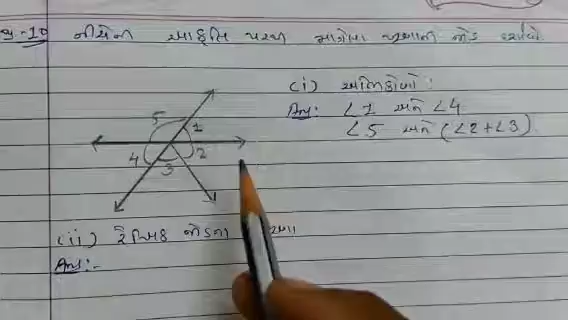 પ્ર-10 નીચેની આકૃતિ પરથી માગેલા ખૂણાની જોડ દર્શાવો.
(i) અભિકોણો :
Ans: ∠1 અને ∠4
∠5 અને (∠2+∠3)
5
1
4
2
3
(ii) રૈખિક જોડના
Ans:-